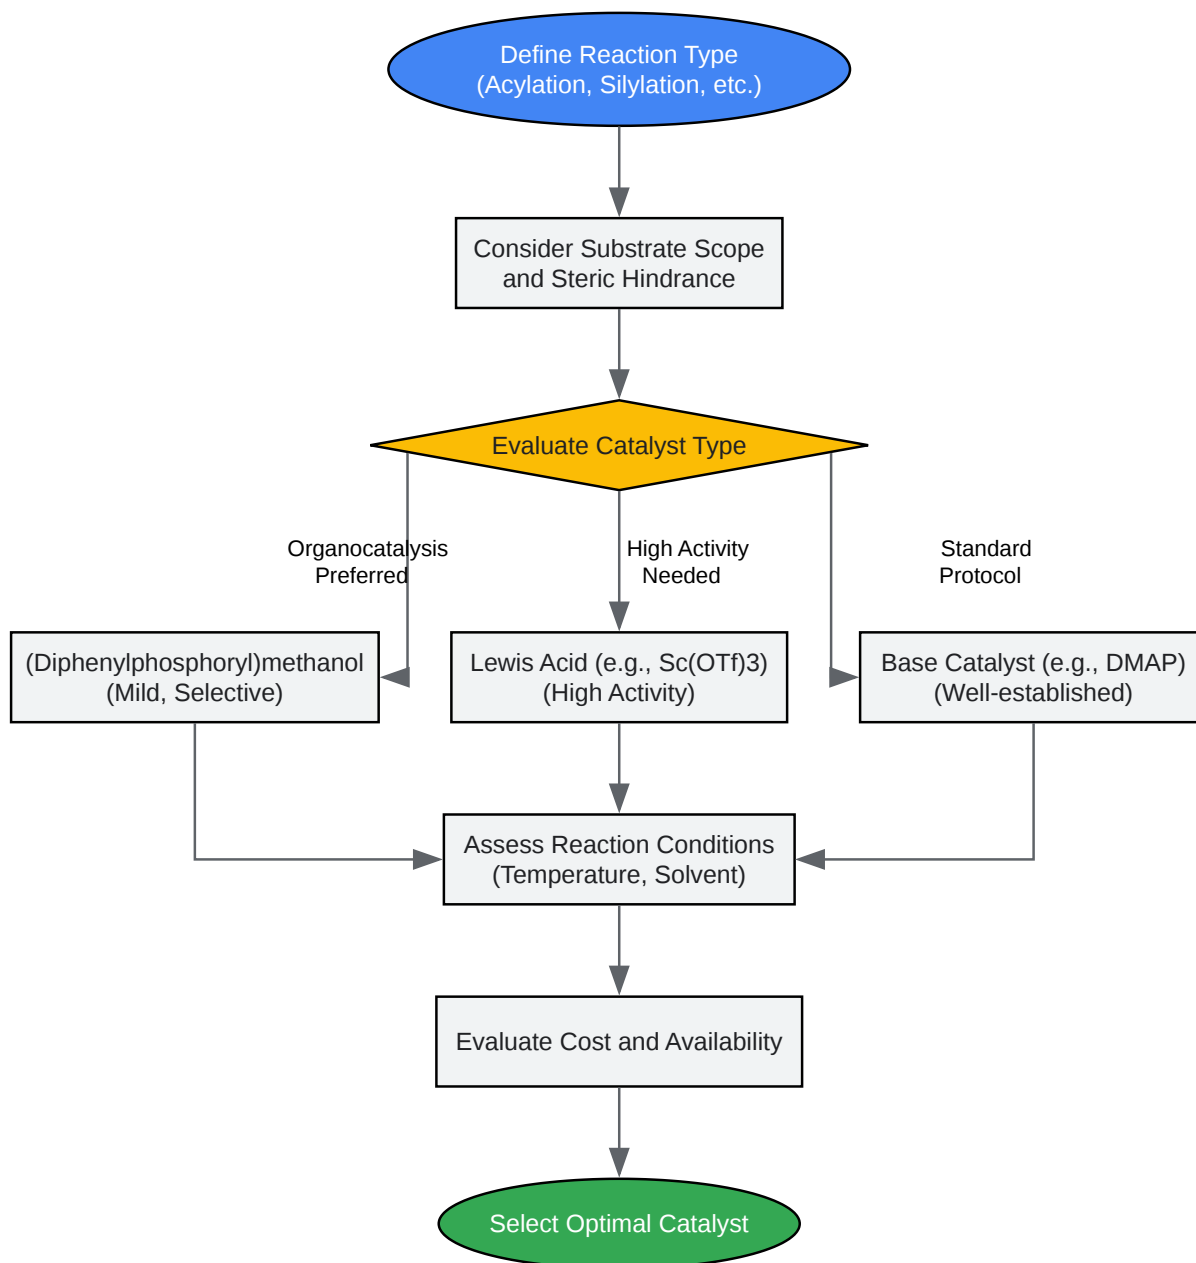 Define Reaction Type
(Acylation, Silylation, etc.)
Consider Substrate Scope
and Steric Hindrance
Evaluate Catalyst Type
Organocatalysis
Preferred
High Activity
Needed
Standard
Protocol
(Diphenylphosphoryl)methanol
(Mild, Selective)
Lewis Acid (e.g., Sc(OTf)3)
(High Activity)
Base Catalyst (e.g., DMAP)
(Well-established)
Assess Reaction Conditions
(Temperature, Solvent)
Evaluate Cost and Availability
Select Optimal Catalyst